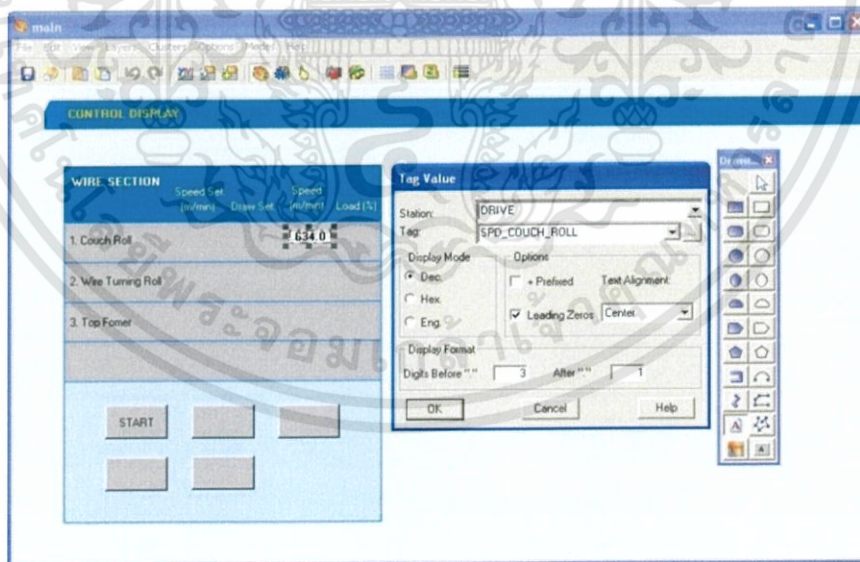 main
File Edit View Layers Clusters Options Model Help
CONTROL DISPLAY
WIRE SECTION
Speed Set (m/min) Draw Set Speed (m/min) Load (%)
1. Couch Roll 634.0
2. Wire Turning Roll
3. Top Fomer
START
Tag Value
Station: DRIVE
Tag: SPD_COUCH_ROLL
Display Mode
Dec.
Hex.
Eng.
Options
+ Prefixed Text Alignment:
Leading Zeros Center
Display Format
Digits Before "." 3 After "." 1
OK Cancel Help